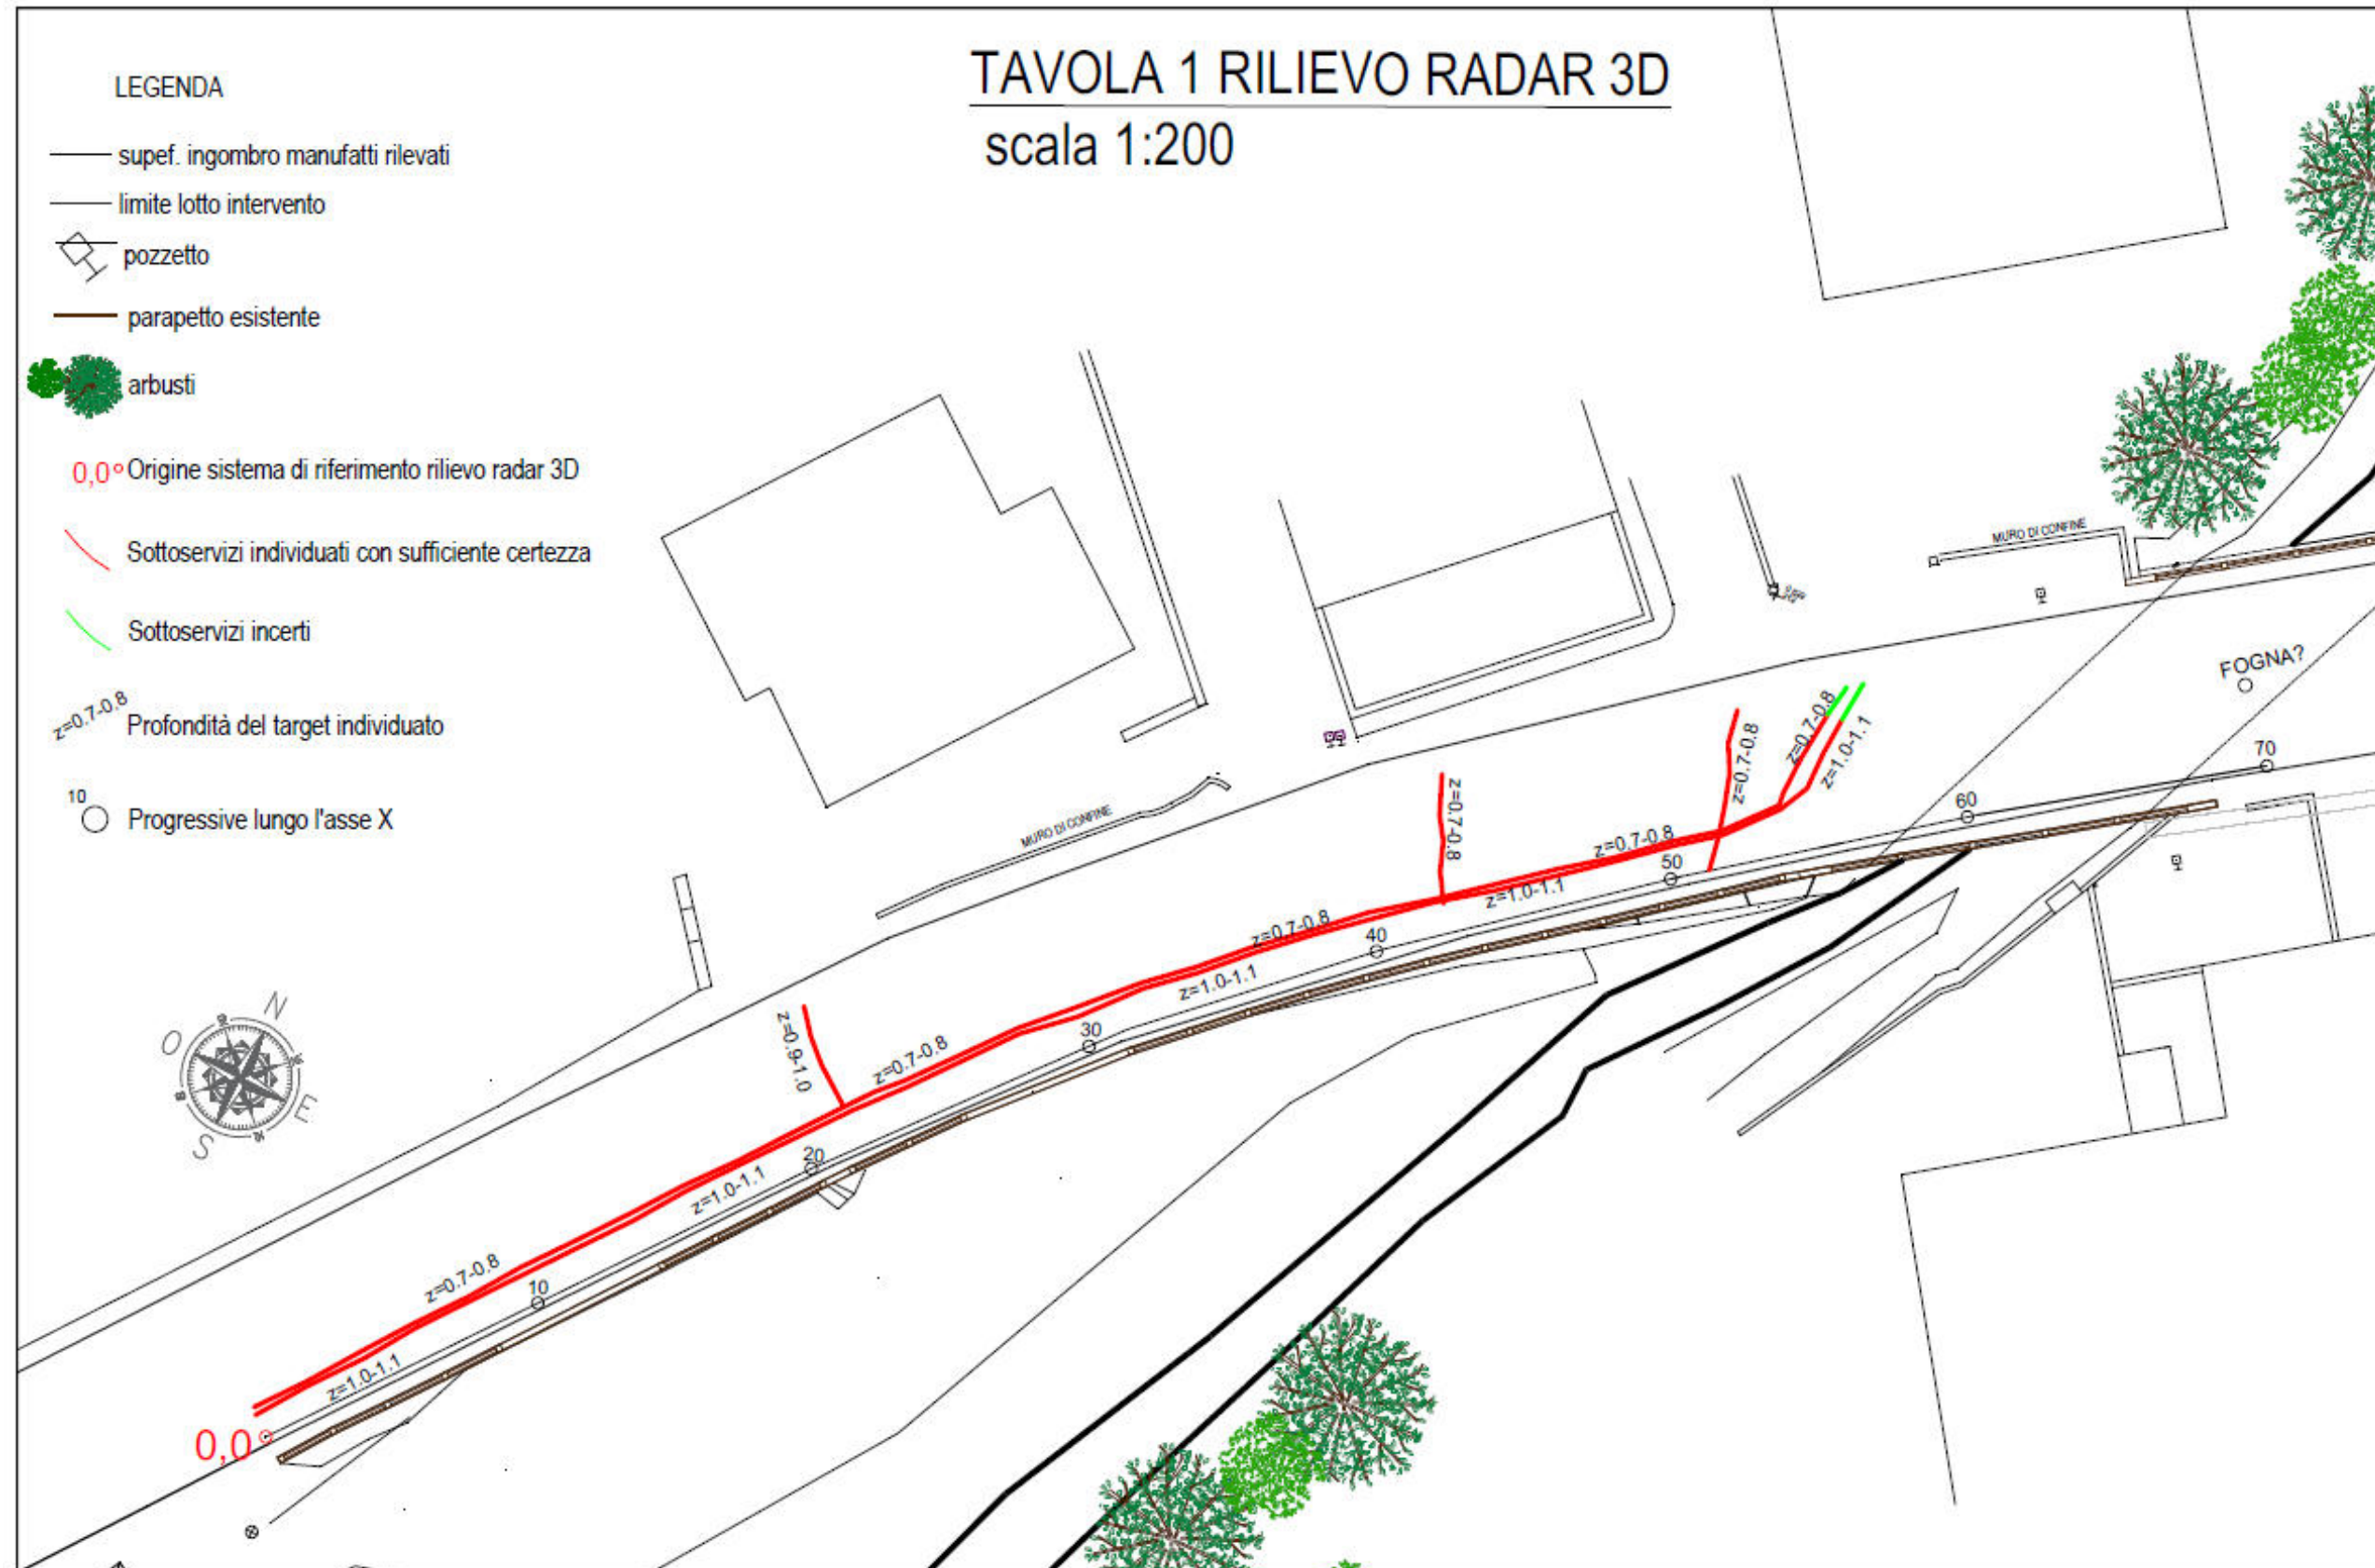 TAVOLA 1 RILIEVO RADAR 3D
scala 1:200
LEGENDA
supef. ingombro manufatti rilevati
limite lotto intervento
pozzetto
parapetto esistente
arbusti
0,0° Origine sistema di riferimento rilievo radar 3D
Sottoservizi individuati con sufficiente certezza
Sottoservizi incerti
z=0.7-0.8 Profondità del target individuato
10 Progressive lungo l'asse X
MURO DI CONFINE
FOGNA?
z=0.7-0.8
z=1.0-1.1
z=0.7-0.8
z=0.7-0.8
70
60
MURO DI CONFINE
z=0.7-0.8
50
z=1.0-1.1
z=0.7-0.8
40
z=1.0-1.1
z=0.9-1.0
z=0.7-0.8
30
20
z=1.0-1.1
z=0.7-0.8
10
z=1.0-1.1
0,0°
N
O
E
S